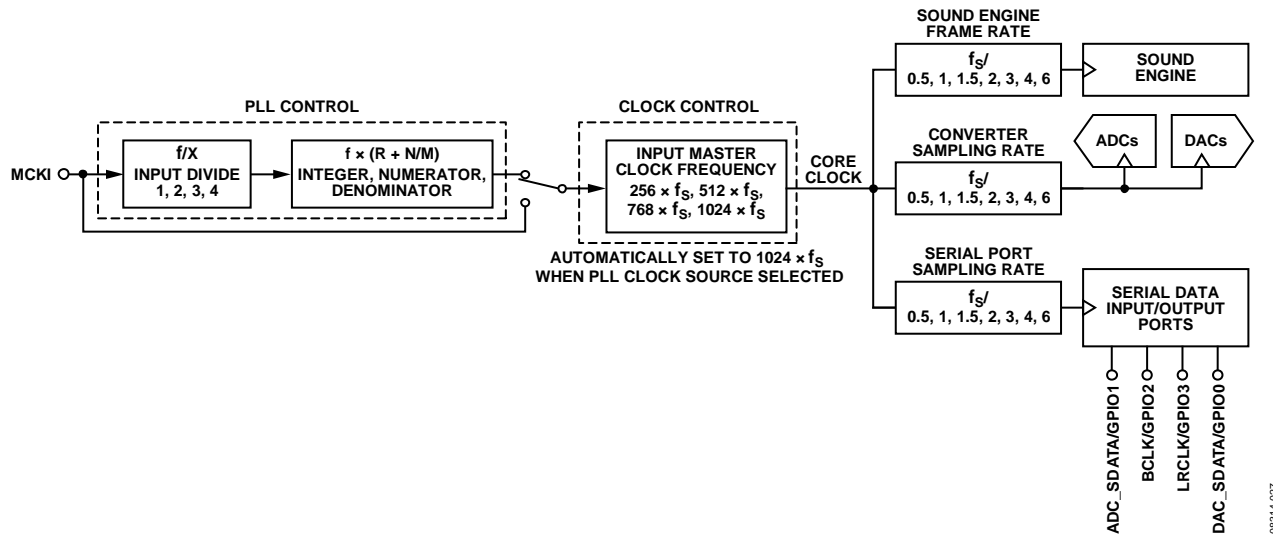 PLL CONTROL
MCKI
f/X
INPUT DIVIDE
1, 2, 3, 4
f × (R + N/M)
INTEGER, NUMERATOR,
DENOMINATOR
CLOCK CONTROL
INPUT MASTER
CLOCK FREQUENCY
256 × fS, 512 × fS,
768 × fS, 1024 × fS
AUTOMATICALLY SET TO 1024 × fS
WHEN PLL CLOCK SOURCE SELECTED
CORE
CLOCK
SOUND ENGINE
FRAME RATE
fS/
0.5, 1, 1.5, 2, 3, 4, 6
SOUND
ENGINE
CONVERTER
SAMPLING RATE
fS/
0.5, 1, 1.5, 2, 3, 4, 6
ADCs
DACs
SERIAL PORT
SAMPLING RATE
fS/
0.5, 1, 1.5, 2, 3, 4, 6
SERIAL DATA
INPUT/OUTPUT
PORTS
ADC_SDATA/GPIO1
BCLK/GPIO2
LRCLK/GPIO3
DAC_SDATA/GPIO0